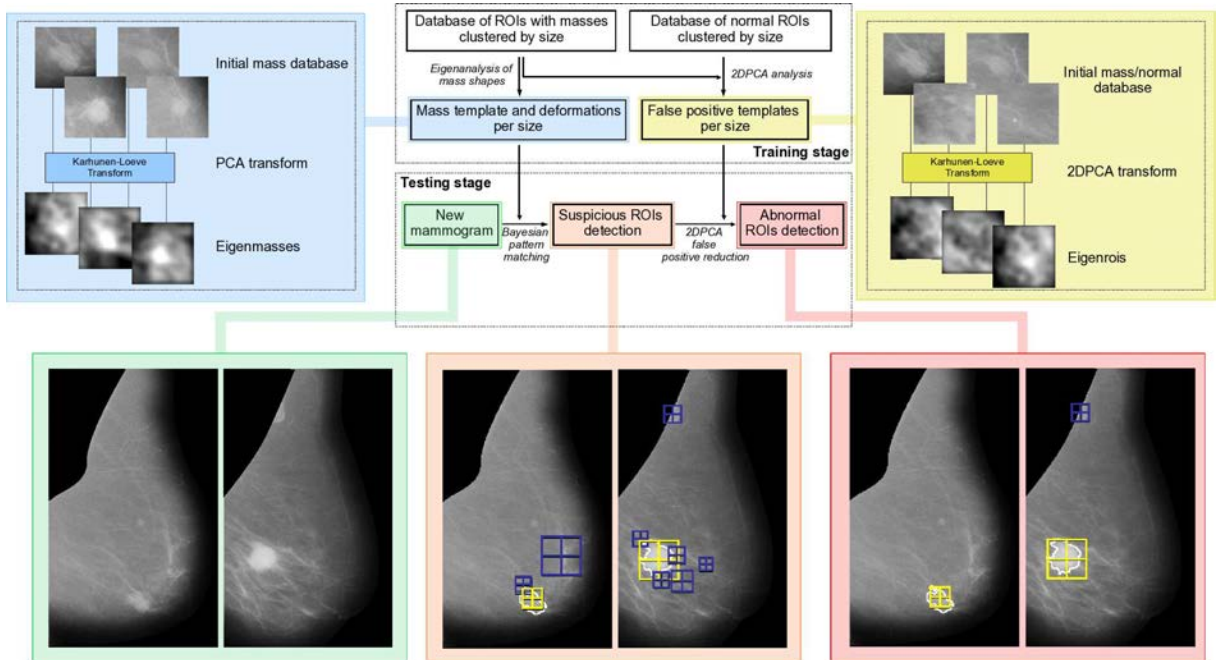 Initial mass database
Karhunen-Loeve
Transform
PCA transform
Eigenmasses
Database of ROIs with masses
clustered by size
Database of normal ROIs
clustered by size
Eigenanalysis of
mass shapes
2DPCA analysis
Mass template and deformations
per size
False positive templates
per size
Training stage
Testing stage
New
mammogram
Bayesian
pattern
matching
Suspicious ROIs
detection
2DPCA
false
positive reduction
Abnormal
ROIs detection
Initial mass/normal
database
Karhunen-Loeve
Transform
2DPCA transform
Eigenrois